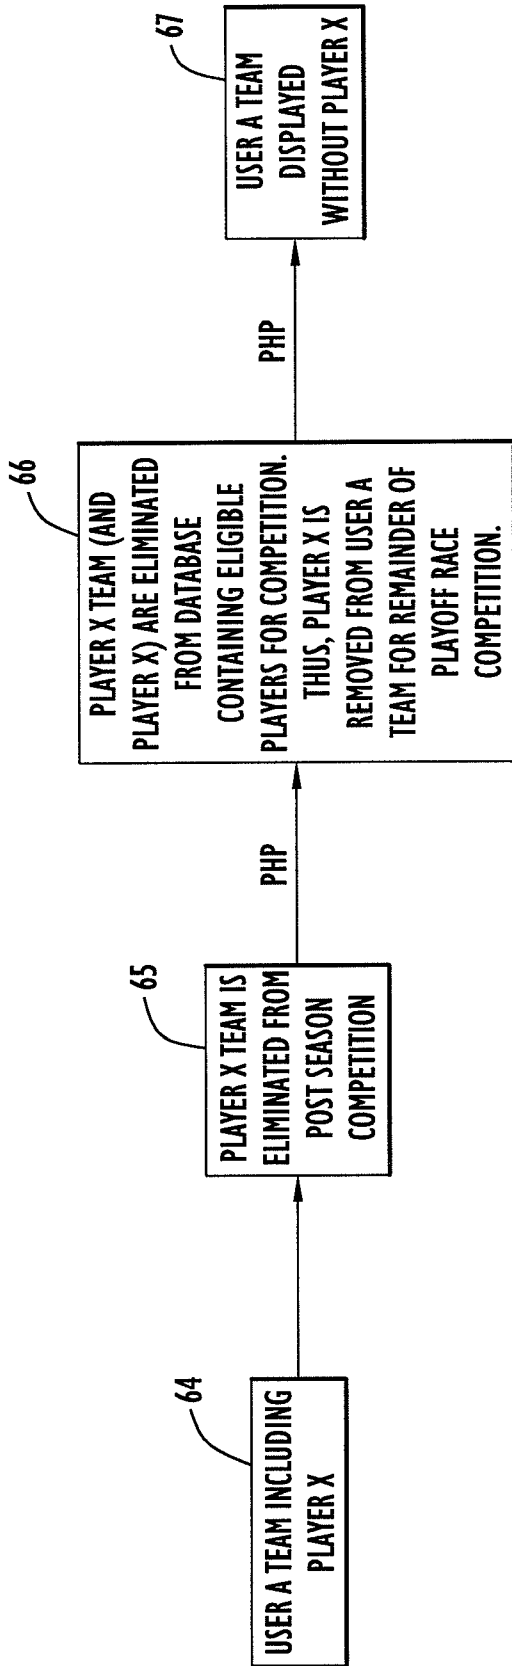 64
USER A TEAM INCLUDING
PLAYER X
65
PLAYER X TEAM IS
ELIMINATED FROM
POST SEASON
COMPETITION
PHP
66
PLAYER X TEAM (AND
PLAYER X) ARE ELIMINATED
FROM DATABASE
CONTAINING ELIGIBLE
PLAYERS FOR COMPETITION.
THUS, PLAYER X IS
REMOVED FROM USER A
TEAM FOR REMAINDER OF
PLAYOFF RACE
COMPETITION.
PHP
67
USER A TEAM
DISPLAYED
WITHOUT PLAYER X